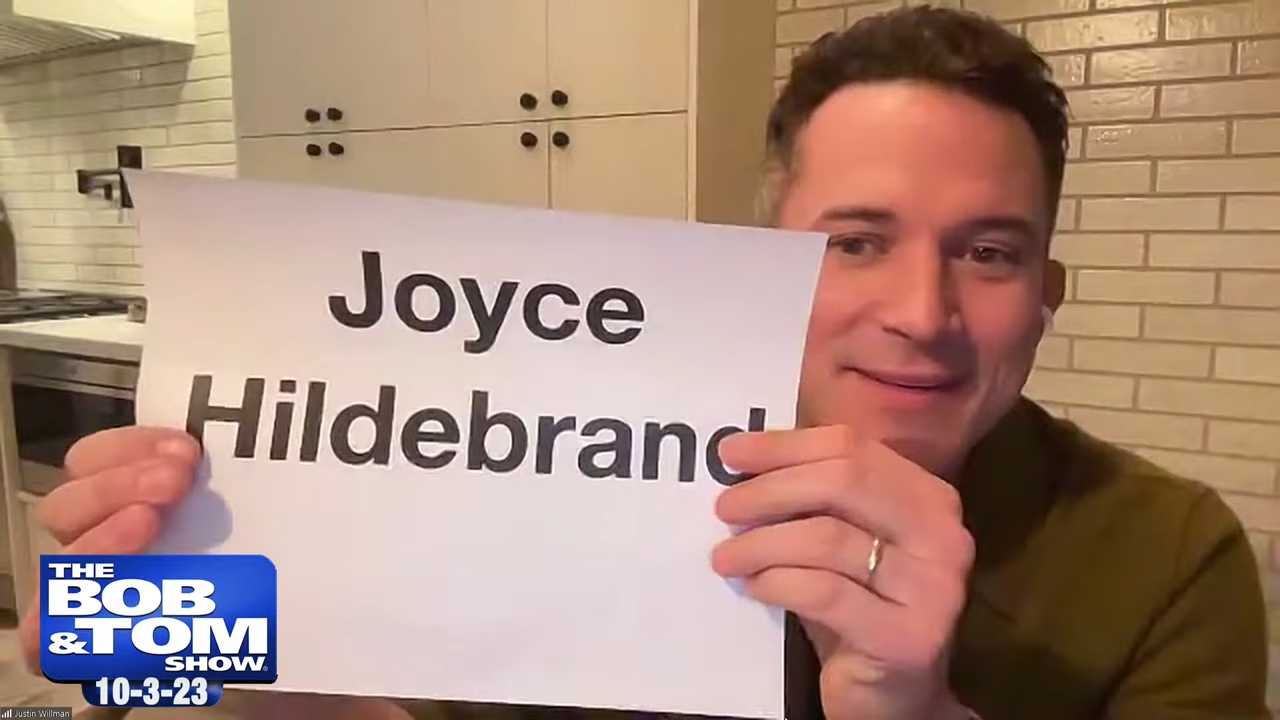 Joyce
Hildebrand
THE
BOB
&TOM
SHOW®
10-3-23
Justin Willman